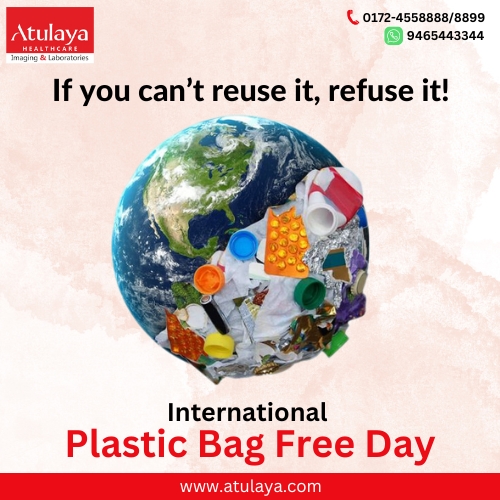 Atulaya
HEALTHCARE
Imaging & Laboratories
0172-4558888/8899
9465443344
If you can’t reuse it, refuse it!
International
Plastic Bag Free Day
www.atulaya.com